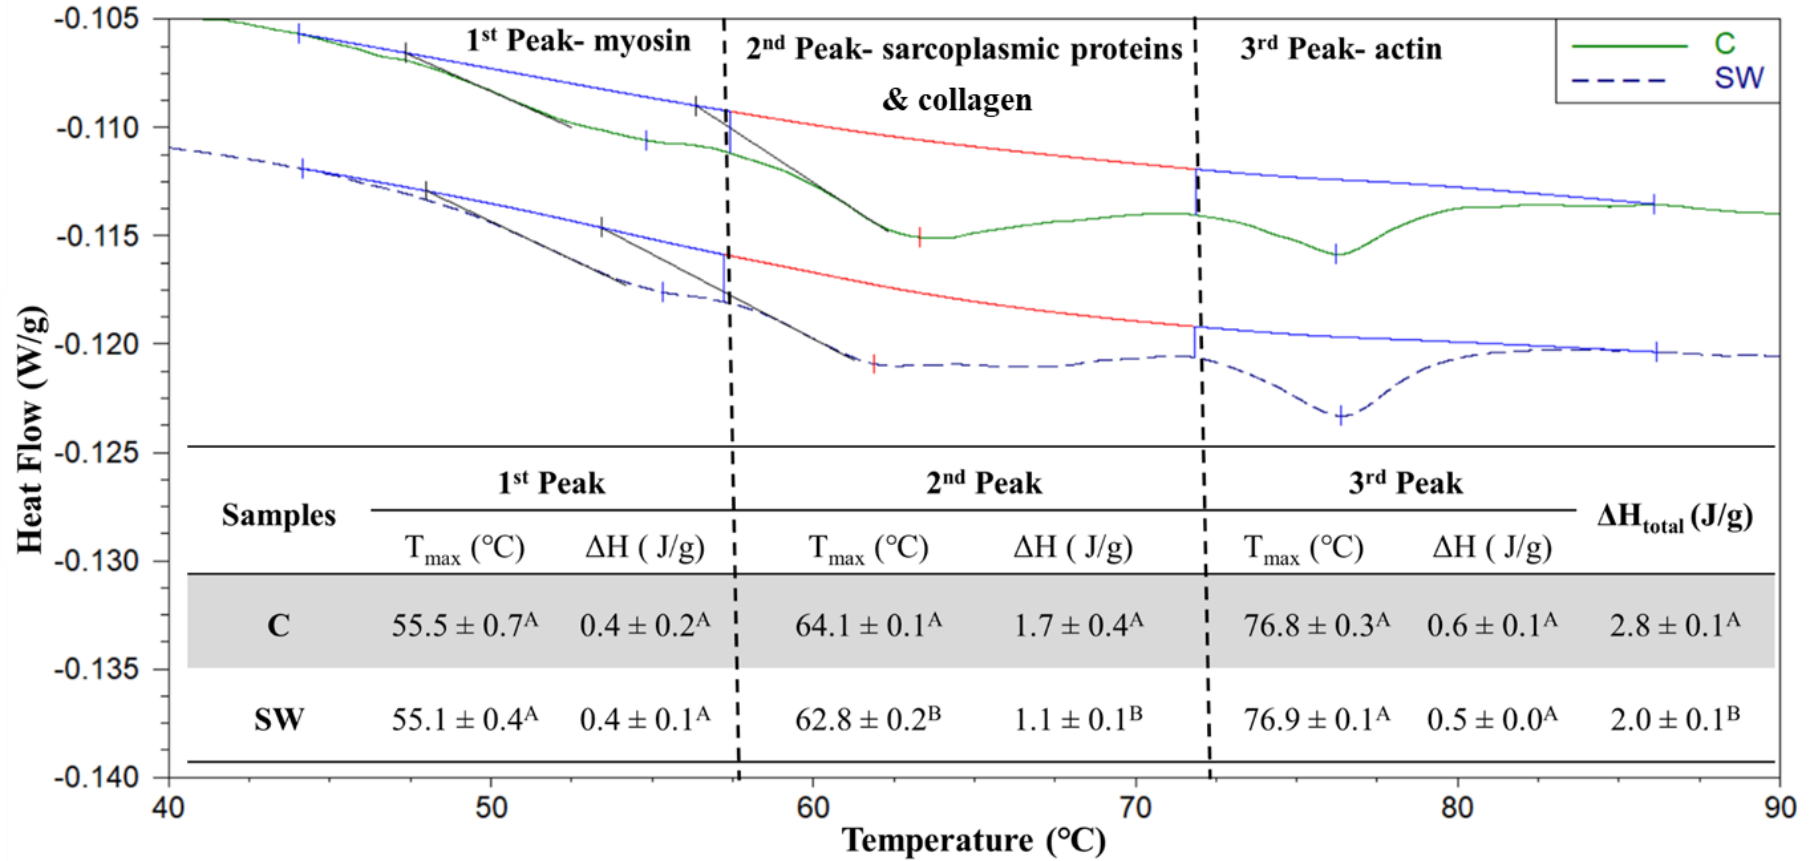 -0.105
1st Peak- myosin
2nd Peak- sarcoplasmic proteins
& collagen
3rd Peak- actin
C
SW
-0.110
-0.115
-0.120
-0.125
-0.130
-0.135
-0.140
Heat Flow (W/g)
Samples 1st Peak 2nd Peak 3rd Peak ΔHtotal (J/g)
Tmax (°C) ΔH ( J/g) Tmax (°C) ΔH ( J/g) Tmax (°C) ΔH ( J/g)
C 55.5 ± 0.7A 0.4 ± 0.2A 64.1 ± 0.1A 1.7 ± 0.4A 76.8 ± 0.3A 0.6 ± 0.1A 2.8 ± 0.1A
SW 55.1 ± 0.4A 0.4 ± 0.1A 62.8 ± 0.2B 1.1 ± 0.1B 76.9 ± 0.1A 0.5 ± 0.0A 2.0 ± 0.1B
40 50 60 70 80 90
Temperature (°C)